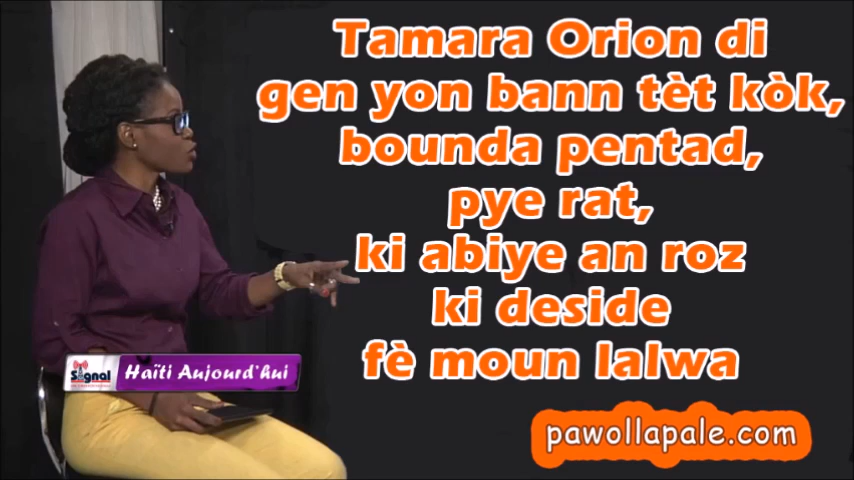 Tamara Orion di
gen yon bann tèt kòk,
bounda pentad,
pye rat,
ki abiye an roz
ki deside
fè moun lalwa
Signal
Haïti Aujourd'hui
pawollapale.com